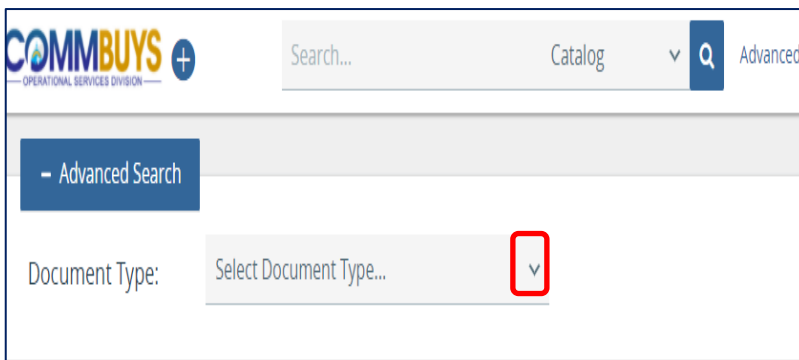 COMMBUYS
OPERATIONAL SERVICES DIVISION
Search... Catalog Advanced
– Advanced Search
Document Type: Select Document Type...